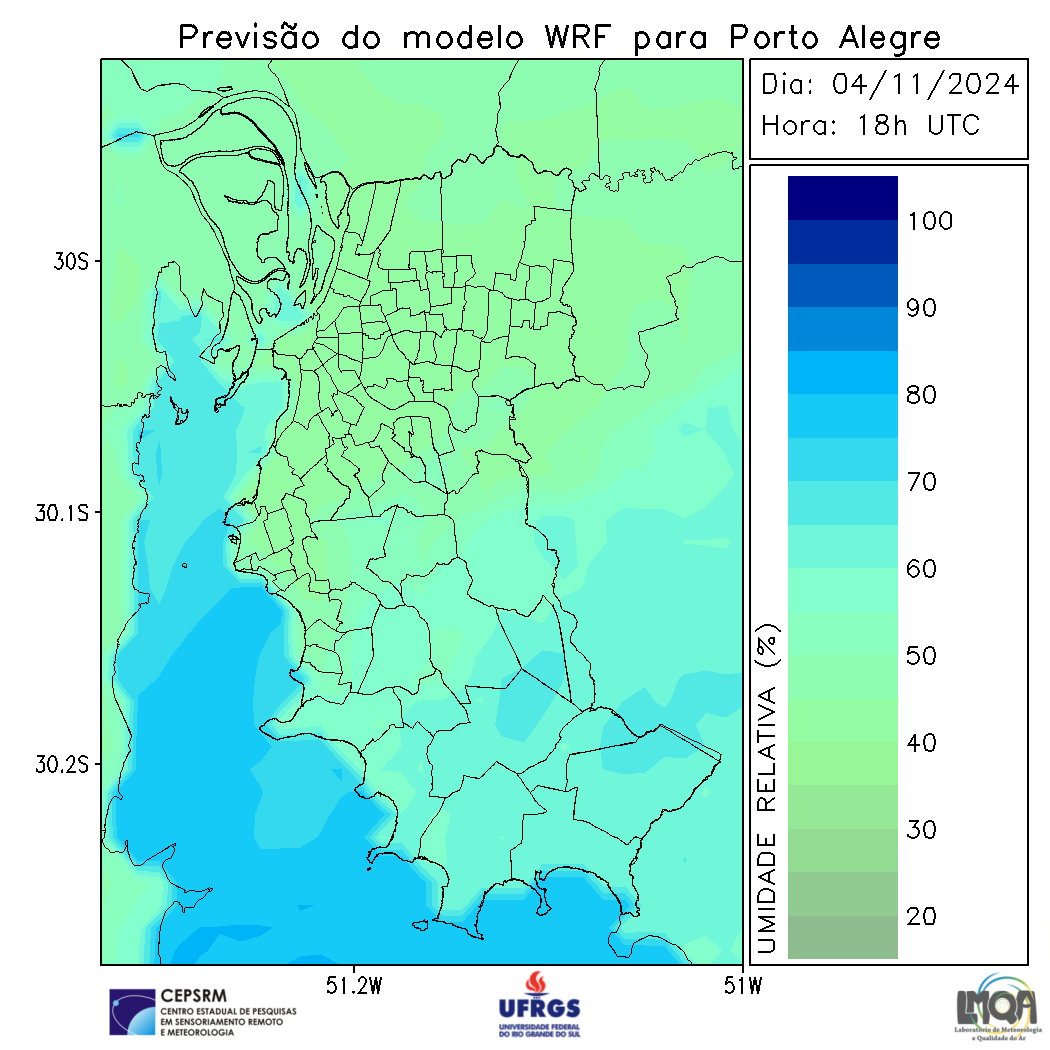 Previsão do modelo WRF para Porto Alegre
Dia: 04/11/2024
Hora: 18h UTC
30S
30.1S
30.2S
51.2W
51W
UMIDADE RELATIVA (%)
100
90
80
70
60
50
40
30
20
CEPSRM
CENTRO ESTADUAL DE PESQUISAS
EM SENSORIAMENTO REMOTO
E METEOROLOGIA
UFRGS
UNIVERSIDADE FEDERAL
DO RIO GRANDE DO SUL
LMQA
Laboratório de Meteorologia
e Qualidade do Ar